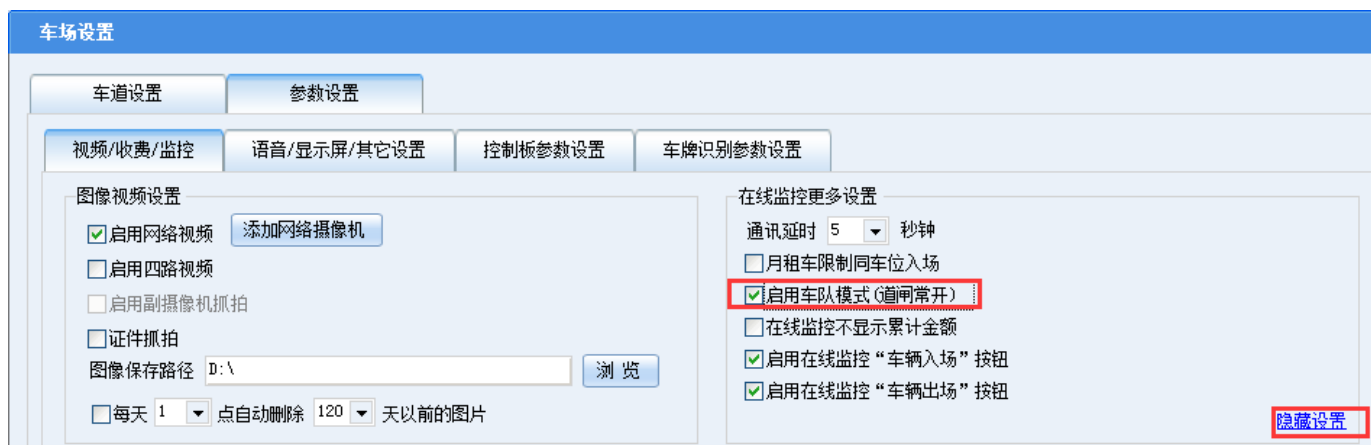 车场设置
车道设置 参数设置
视频/收费/监控 语音/显示屏/其它设置 控制板参数设置 车牌识别参数设置
图像视频设置
启用网络视频 添加网络摄像机
启用四路视频
启用副摄像机抓拍
证件抓拍
图像保存路径 D:\ 浏 览
每天 1 点自动删除 120 天以前的图片
在线监控更多设置
通讯延时 5 秒钟
月租车限制同车位入场
启用车队模式(道闸常开)
在线监控不显示累计金额
启用在线监控“车辆入场”按钮
启用在线监控“车辆出场”按钮
隐藏设置